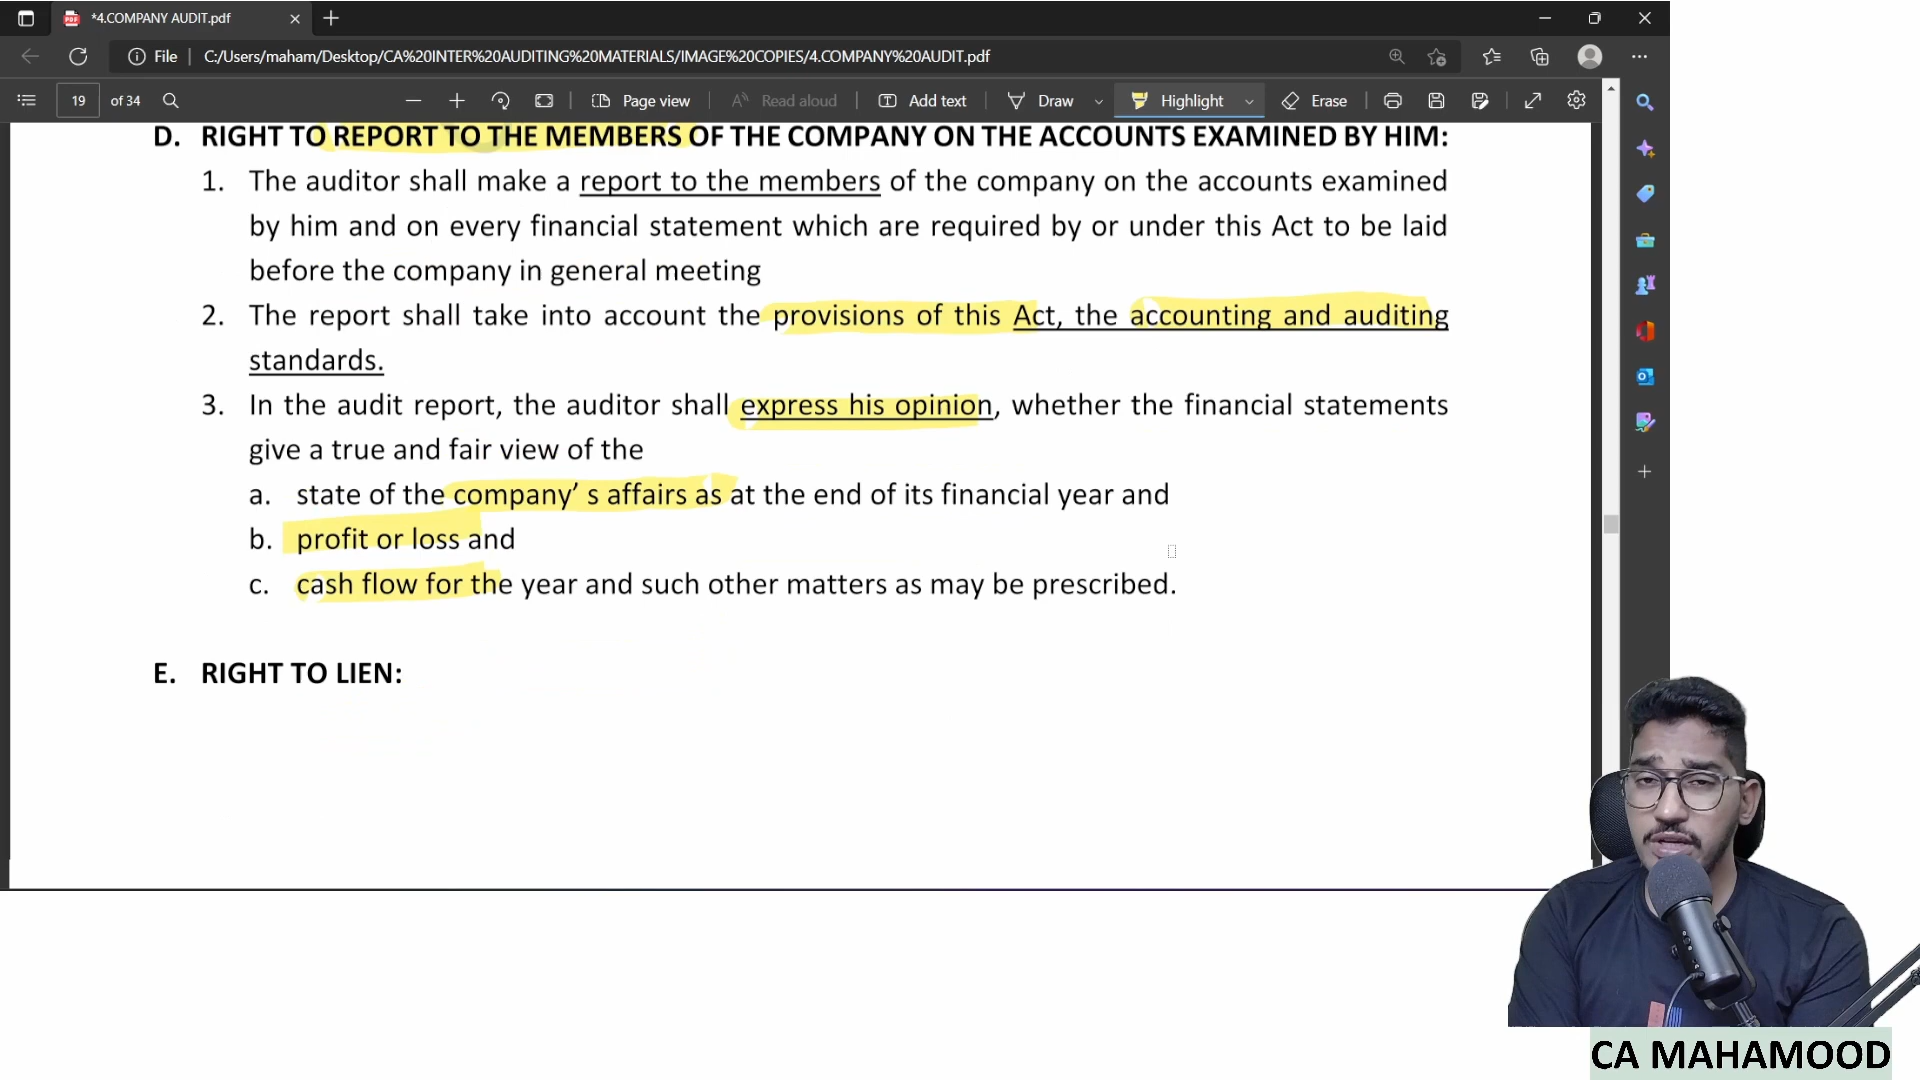 *4.COMPANY AUDIT.pdf
File
C:/Users/maham/Desktop/CA%20INTER%20AUDITING%20MATERIALS/IMAGE%20COPIES/4.COMPANY%20AUDIT.pdf
19 of 34
Page view
Read aloud
Add text
Draw
Highlight
Erase
D. RIGHT TO REPORT TO THE MEMBERS OF THE COMPANY ON THE ACCOUNTS EXAMINED BY HIM:
1. The auditor shall make a report to the members of the company on the accounts examined
by him and on every financial statement which are required by or under this Act to be laid
before the company in general meeting
2. The report shall take into account the provisions of this Act, the accounting and auditing
standards.
3. In the audit report, the auditor shall express his opinion, whether the financial statements
give a true and fair view of the
a. state of the company’ s affairs as at the end of its financial year and
b. profit or loss and
c. cash flow for the year and such other matters as may be prescribed.
E. RIGHT TO LIEN:
CA MAHAMOOD